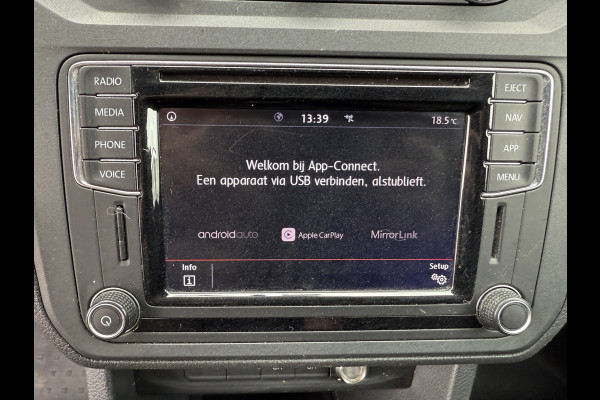 RADIO
EJECT
MEDIA
NAV
PHONE
APP
VOICE
MENU
13:39
18.5°C
Welkom bij App-Connect.
Een apparaat via USB verbinden, alstublieft.
androidauto
Apple CarPlay
MirrorLink
Info
Setup